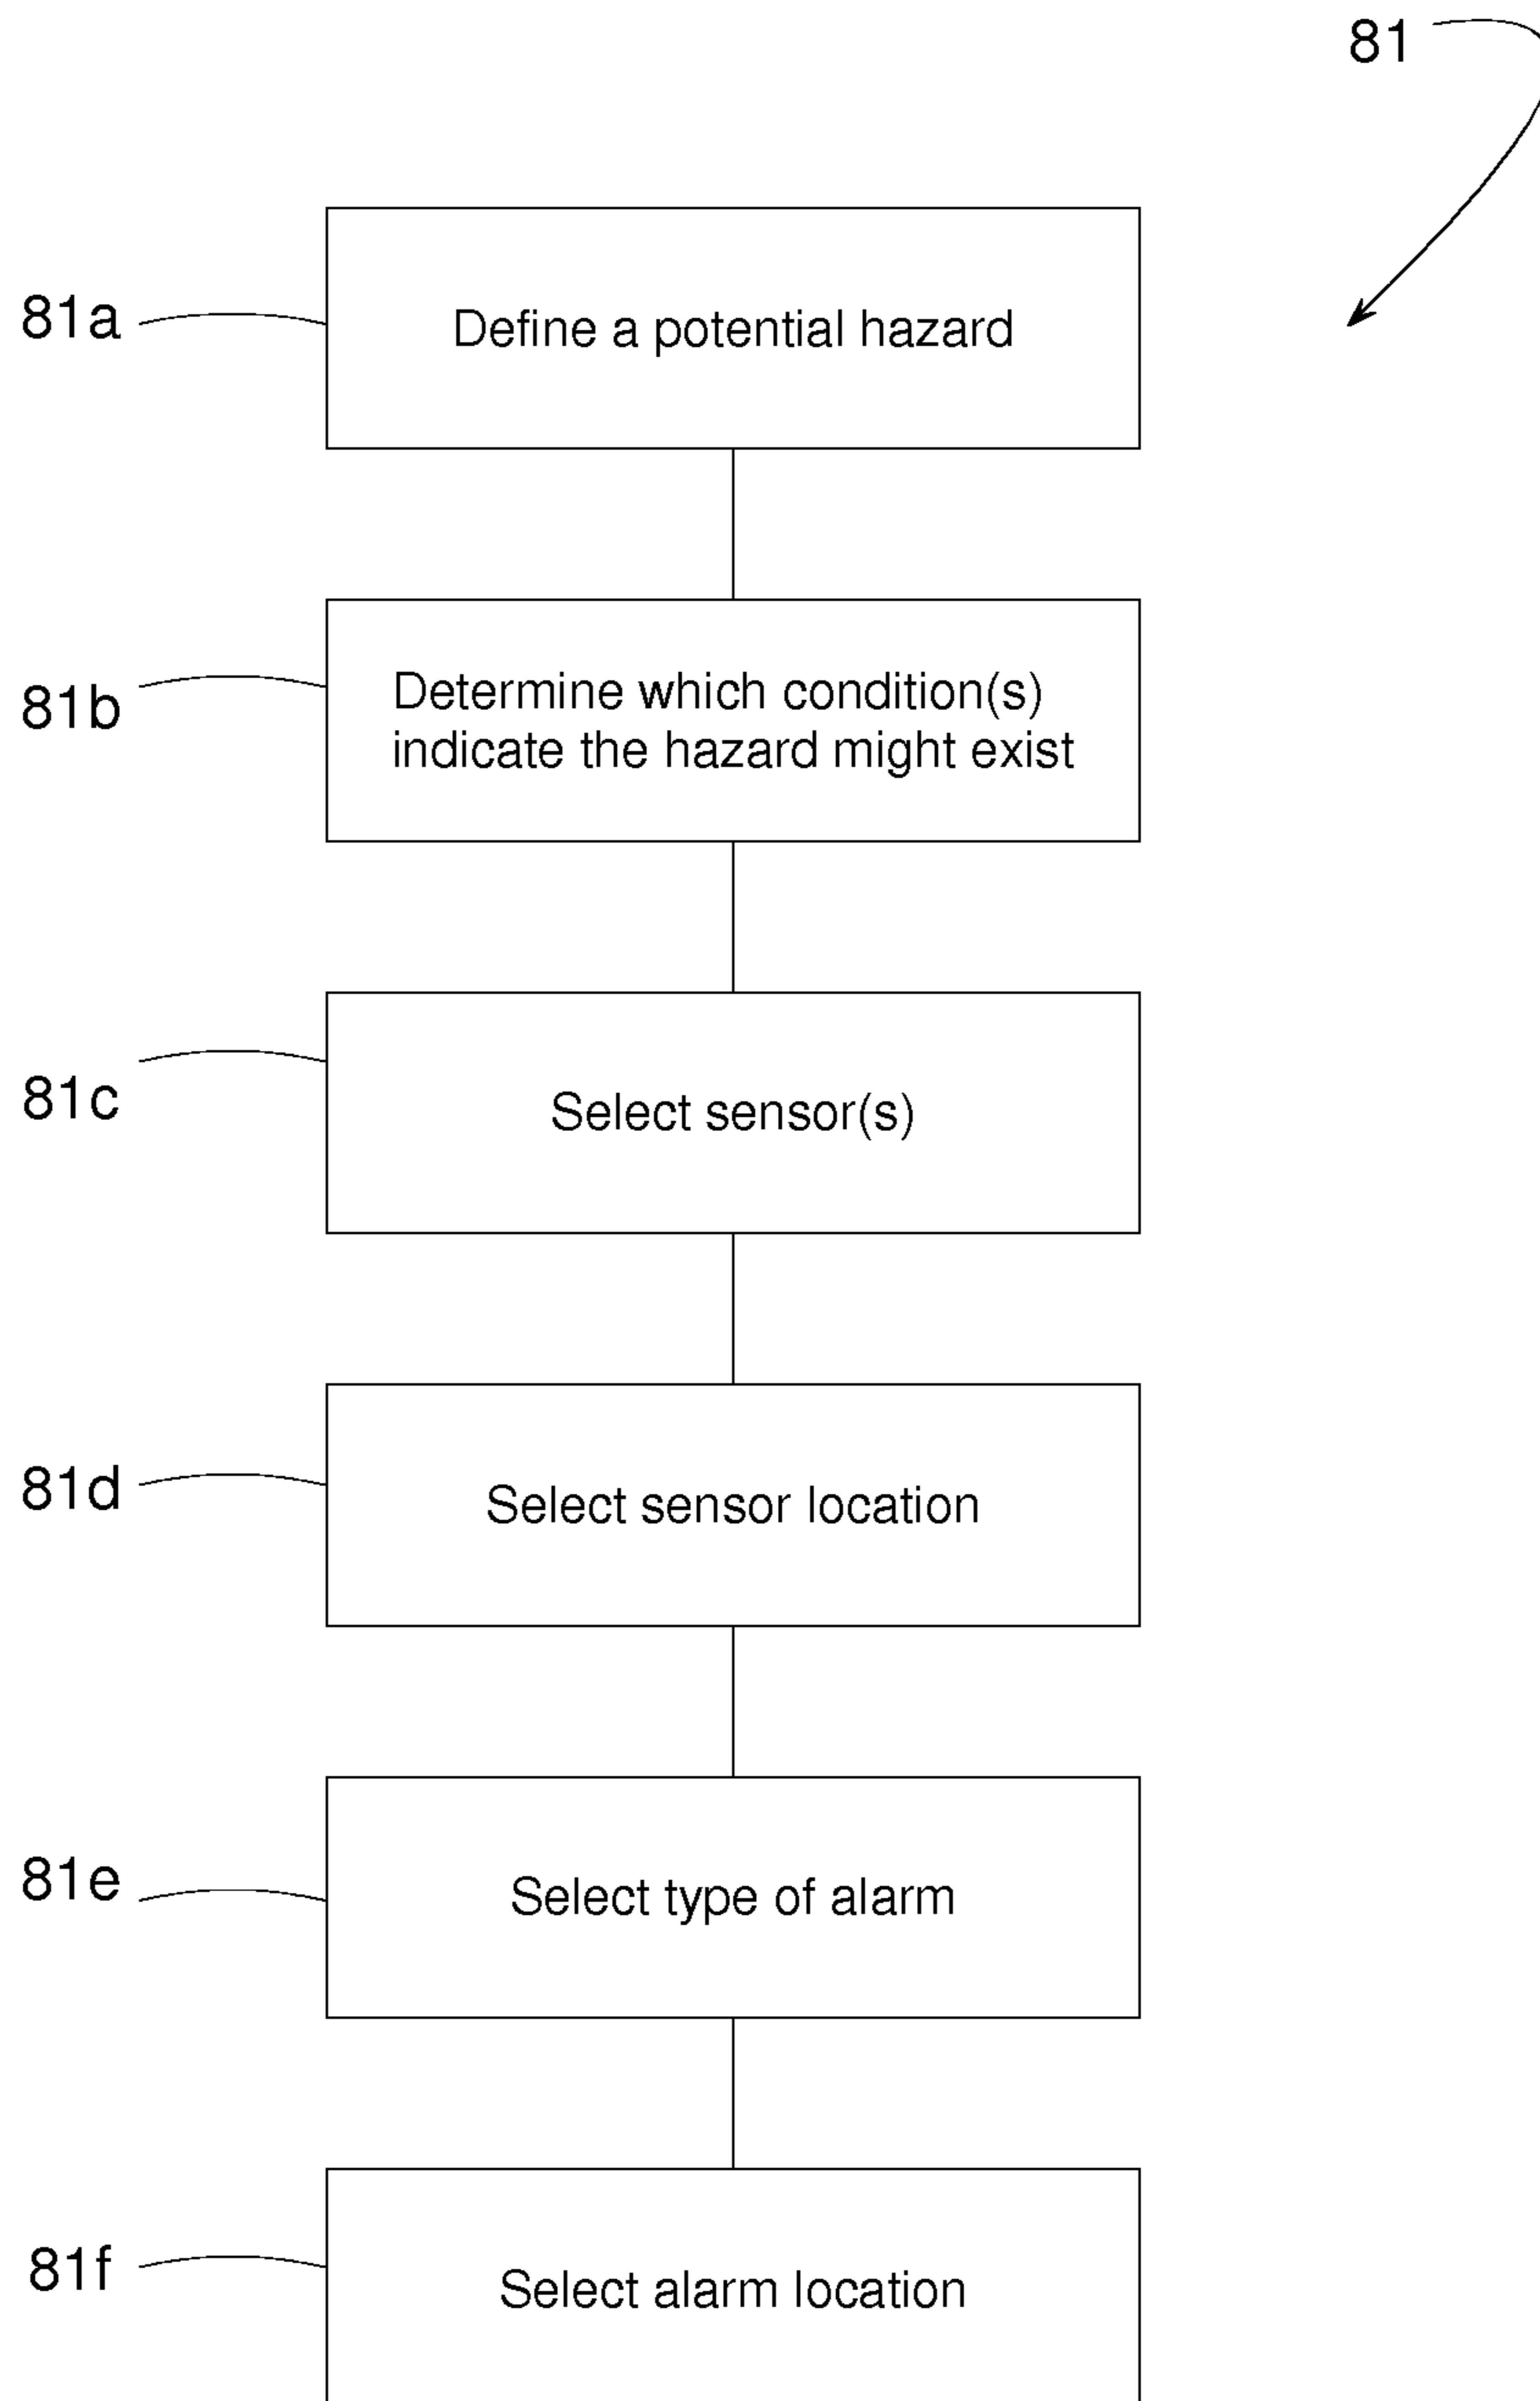 81
81a
Define a potential hazard
81b
Determine which condition(s)
indicate the hazard might exist
81c
Select sensor(s)
81d
Select sensor location
81e
Select type of alarm
81f
Select alarm location